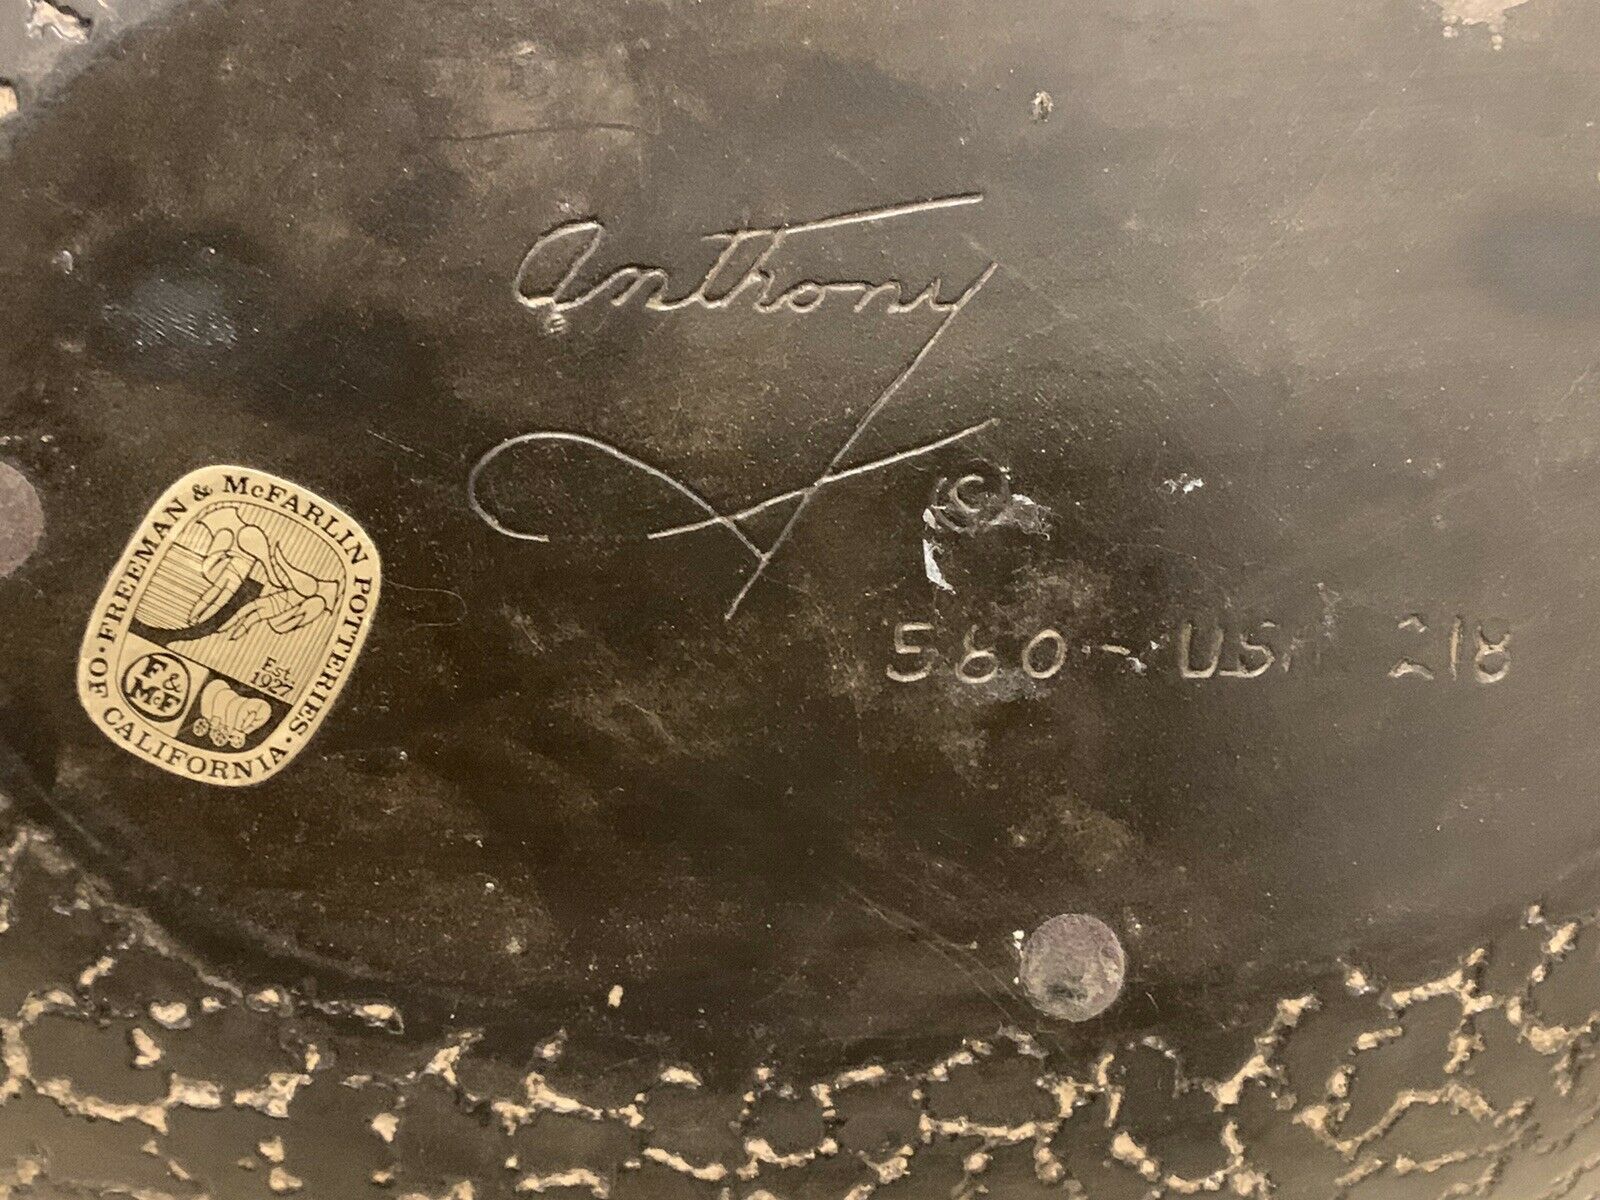 Anthony
©
560-USA 218
· FREEMAN & McFARLIN POTTERIES · OF CALIFORNIA
Est.
1927
F &
McF